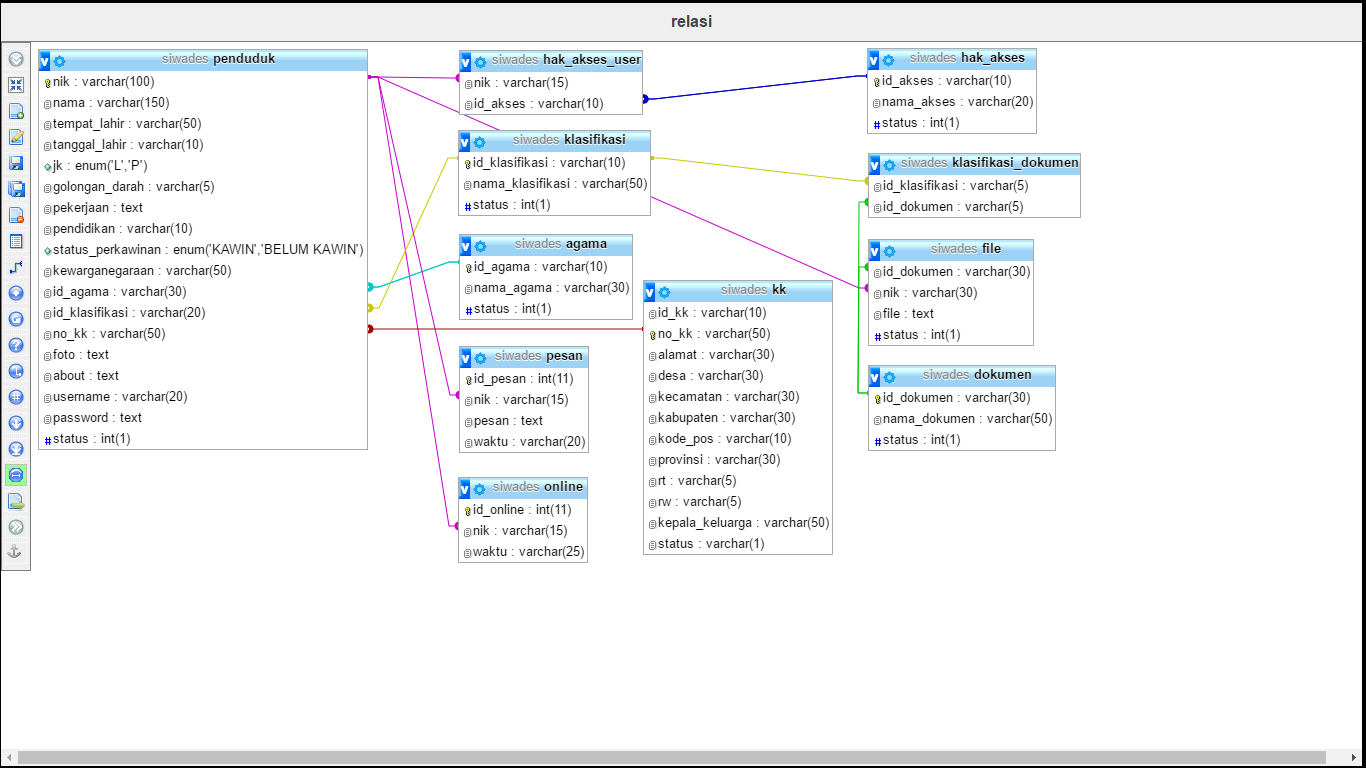 relasi
siwades penduduk
nik : varchar(100)
nama : varchar(150)
tempat_lahir : varchar(50)
tanggal_lahir : varchar(10)
jk : enum('L','P')
golongan_darah : varchar(5)
pekerjaan : text
pendidikan : varchar(10)
status_perkawinan : enum('KAWIN','BELUM KAWIN')
kewarganegaraan : varchar(50)
id_agama : varchar(30)
id_klasifikasi : varchar(20)
no_kk : varchar(50)
foto : text
about : text
username : varchar(20)
password : text
status : int(1)
siwades hak_akses_user
nik : varchar(15)
id_akses : varchar(10)
siwades klasifikasi
id_klasifikasi : varchar(10)
nama_klasifikasi : varchar(50)
status : int(1)
siwades agama
id_agama : varchar(10)
nama_agama : varchar(30)
status : int(1)
siwades pesan
id_pesan : int(11)
nik : varchar(15)
pesan : text
waktu : varchar(20)
siwades online
id_online : int(11)
nik : varchar(15)
waktu : varchar(25)
siwades kk
id_kk : varchar(10)
no_kk : varchar(50)
alamat : varchar(30)
desa : varchar(30)
kecamatan : varchar(30)
kabupaten : varchar(30)
kode_pos : varchar(10)
provinsi : varchar(30)
rt : varchar(5)
rw : varchar(5)
kepala_keluarga : varchar(50)
status : varchar(1)
siwades hak_akses
id_akses : varchar(10)
nama_akses : varchar(20)
status : int(1)
siwades klasifikasi_dokumen
id_klasifikasi : varchar(5)
id_dokumen : varchar(5)
siwades file
id_dokumen : varchar(30)
nik : varchar(30)
file : text
status : int(1)
siwades dokumen
id_dokumen : varchar(30)
nama_dokumen : varchar(50)
status : int(1)